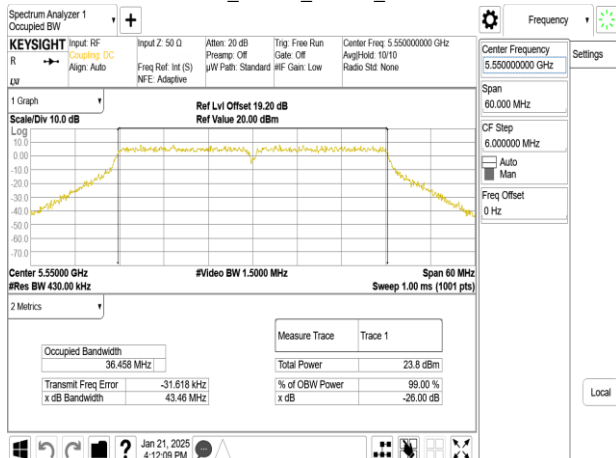 Spectrum Analyzer 1
Occupied BW
Frequency
KEYSIGHT
R
Input: RF
Coupling: DC
Align: Auto
Input Z: 50 Ω
Freq Ref: Int (S)
NFE: Adaptive
Atten: 20 dB
Preamp: Off
µW Path: Standard
Trig: Free Run
Gate: Off
#IF Gain: Low
Center Freq: 5.550000000 GHz
Avg|Hold: 10/10
Radio Std: None
Center Frequency
5.550000000 GHz
Settings
Span
60.000 MHz
CF Step
6.000000 MHz
Auto
Man
Freq Offset
0 Hz
Local
1 Graph
Scale/Div 10.0 dB
Ref Lvl Offset 19.20 dB
Ref Value 20.00 dBm
Log
10.0
0.00
-10.0
-20.0
-30.0
-40.0
-50.0
-60.0
-70.0
Center 5.55000 GHz
#Video BW 1.5000 MHz
Span 60 MHz
#Res BW 430.00 kHz
Sweep 1.00 ms (1001 pts)
2 Metrics
Measure Trace Trace 1
Occupied Bandwidth
36.458 MHz
Total Power 23.8 dBm
Transmit Freq Error -31.618 kHz
% of OBW Power 99.00 %
x dB Bandwidth 43.46 MHz
x dB -26.00 dB
Jan 21, 2025
4:12:09 PM